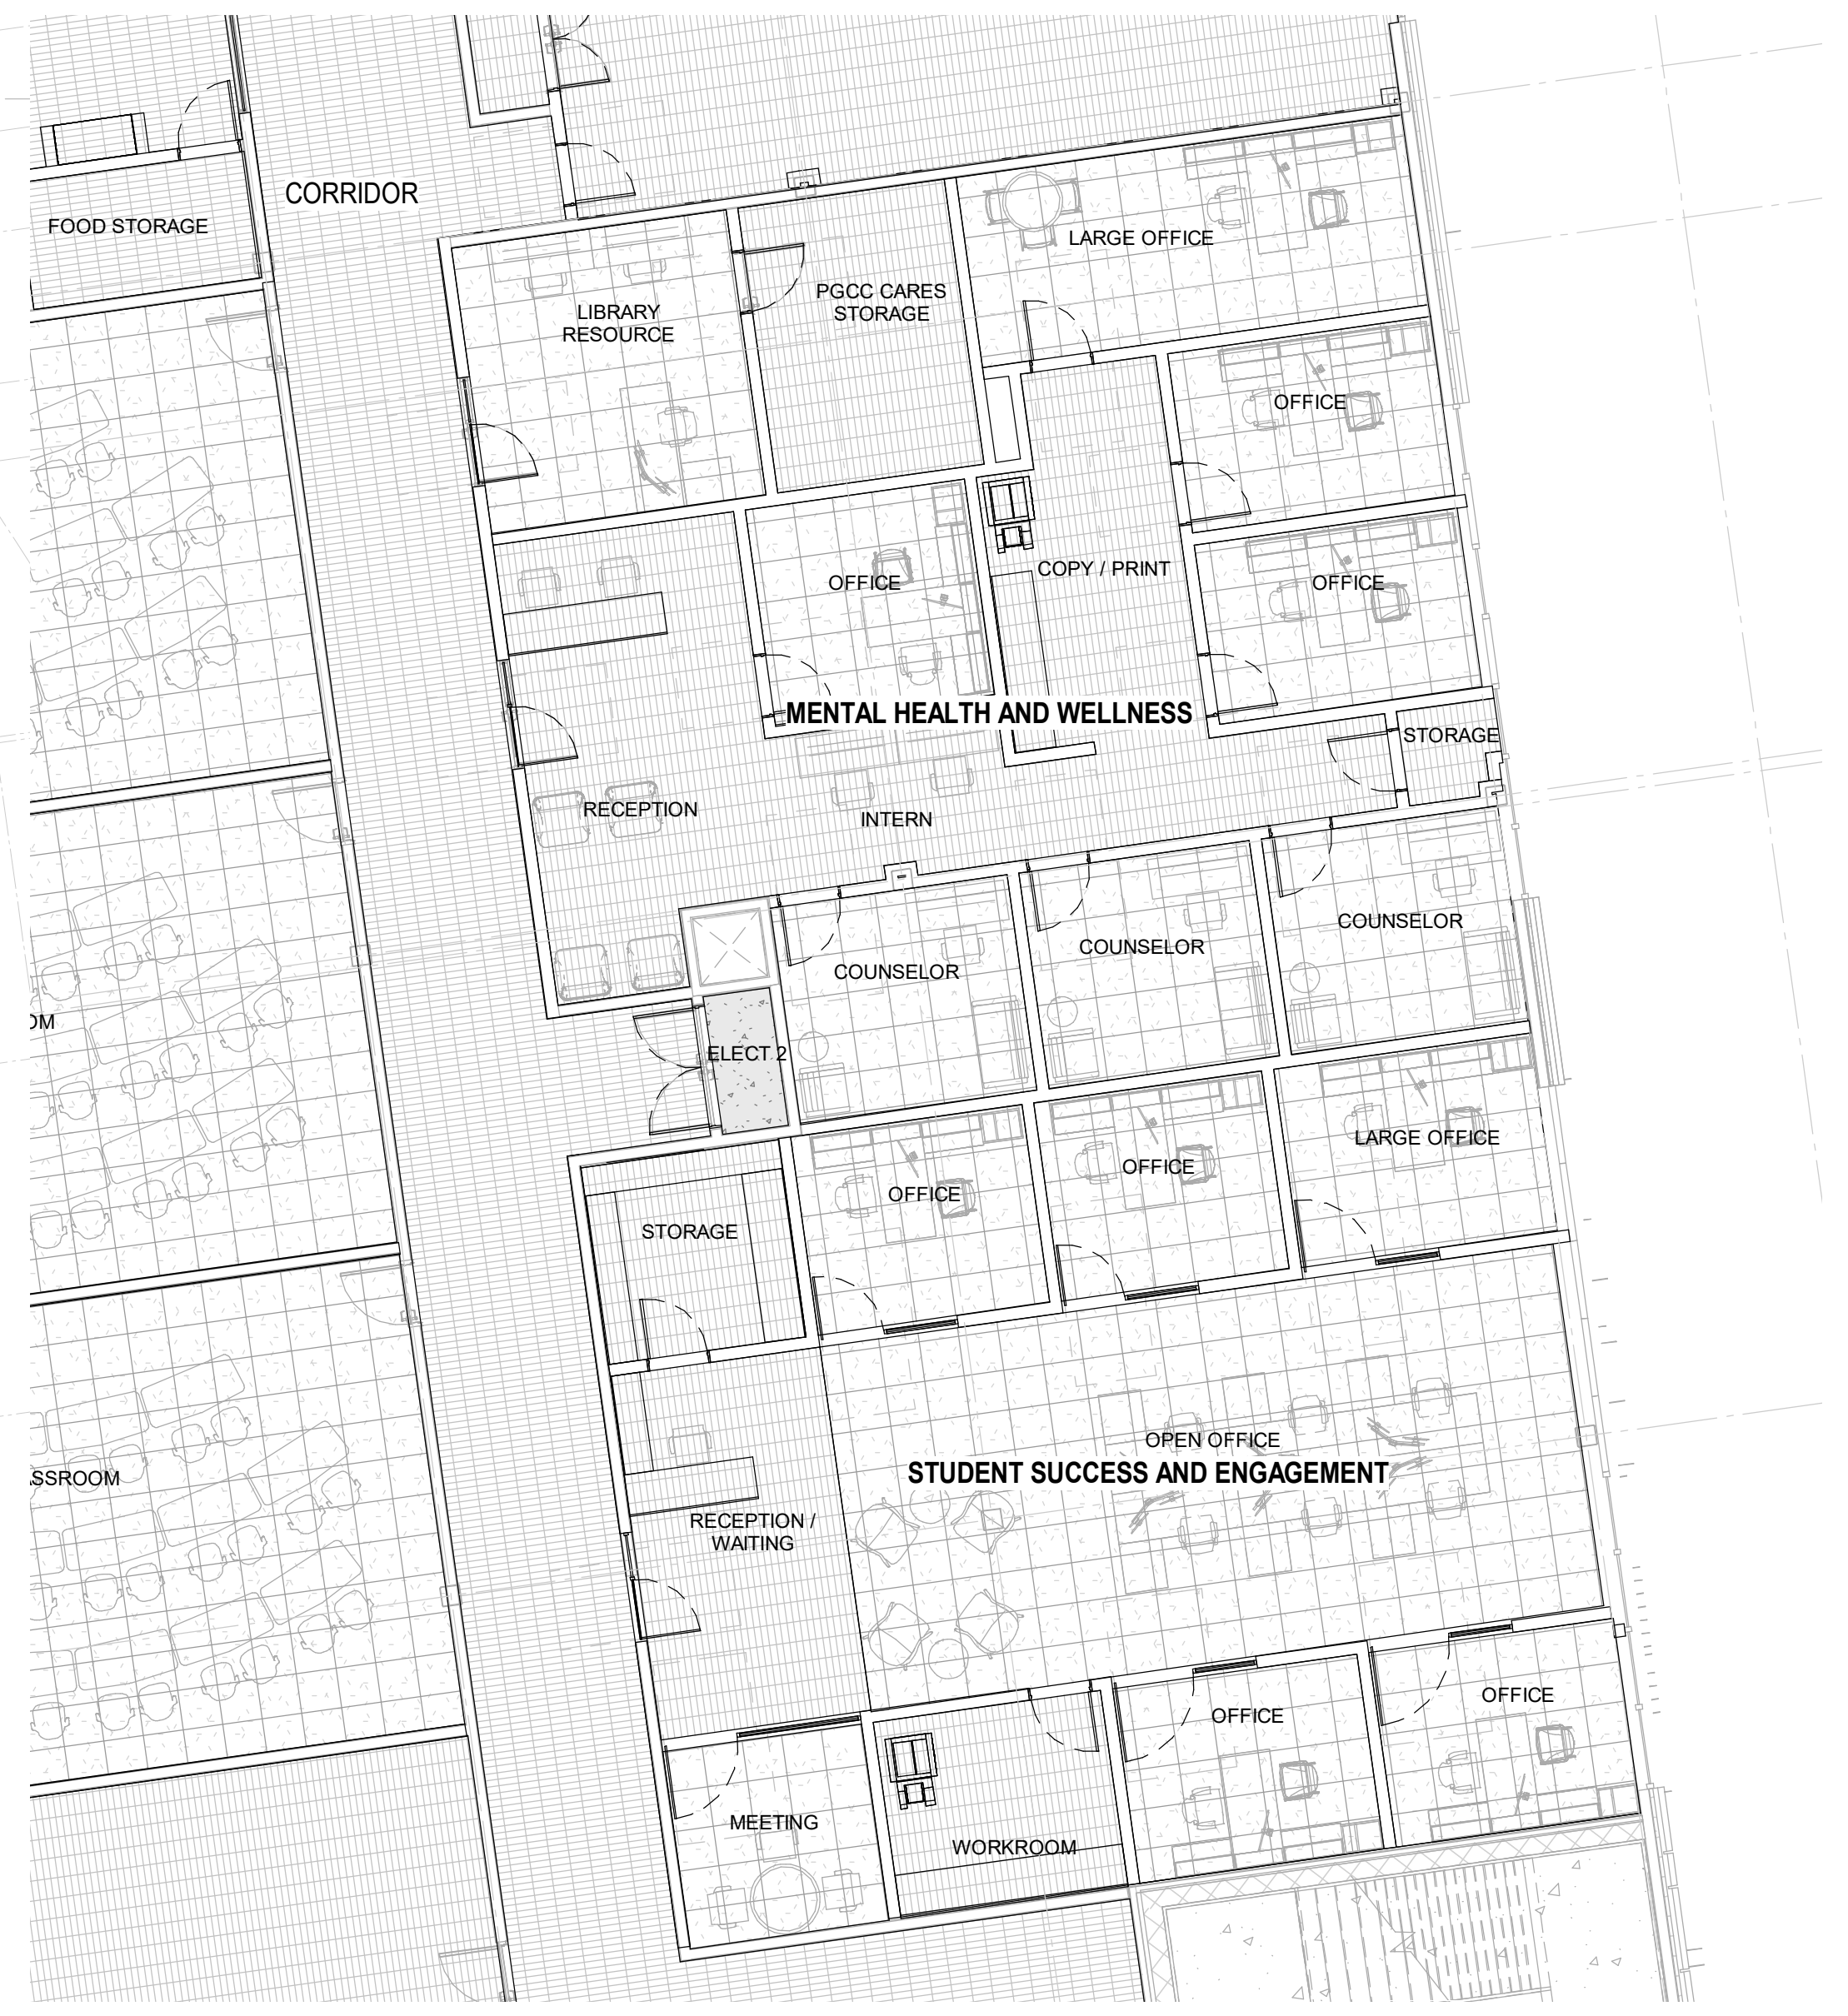 CORRIDOR
FOOD STORAGE
LARGE OFFICE
LIBRARY
RESOURCE
PGCC CARES
STORAGE
OFFICE
OFFICE
COPY / PRINT
OFFICE
MENTAL HEALTH AND WELLNESS
STORAGE
RECEPTION
INTERN
COUNSELOR
COUNSELOR
COUNSELOR
OM
ELECT 2
LARGE OFFICE
OFFICE
OFFICE
STORAGE
OPEN OFFICE
STUDENT SUCCESS AND ENGAGEMENT
ASSROOM
RECEPTION /
WAITING
OFFICE
OFFICE
MEETING
WORKROOM